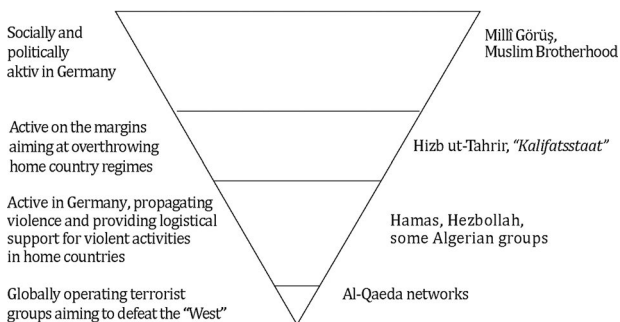 Socially and
politically
aktiv in Germany
Millî Görüş,
Muslim Brotherhood
Active on the margins
aiming at overthrowing
home country regimes
Hizb ut-Tahrir, “Kalifatsstaat”
Active in Germany, propagating
violence and providing logistical
support for violent activities
in home countries
Hamas, Hezbollah,
some Algerian groups
Globally operating terrorist
groups aiming to defeat the “West”
Al-Qaeda networks